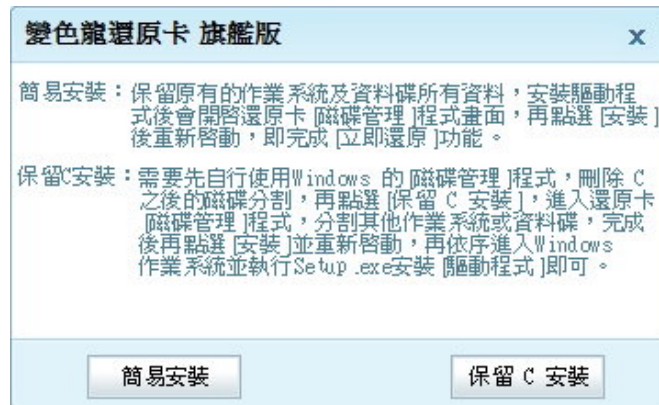 變色龍還原卡 旗艦版
x
簡易安裝：保留原有的作業系統及資料碟所有資料，安裝驅動程
式後會開啓還原卡 [磁碟管理]程式畫面，再點選 [安裝]
後重新啓動，即完成 [立即還原]功能。
保留C安裝：需要先自行使用Windows 的 [磁碟管理]程式，刪除 C
之後的磁碟分割，再點選 [保留 C 安裝]，進入還原卡
[磁碟管理]程式，分割其他作業系統或資料碟，完成
後再點選 [安裝]並重新啓動，再依序進入Windows
作業系統並執行Setup .exe安裝 [驅動程式]即可。
簡易安裝
保留 C 安裝